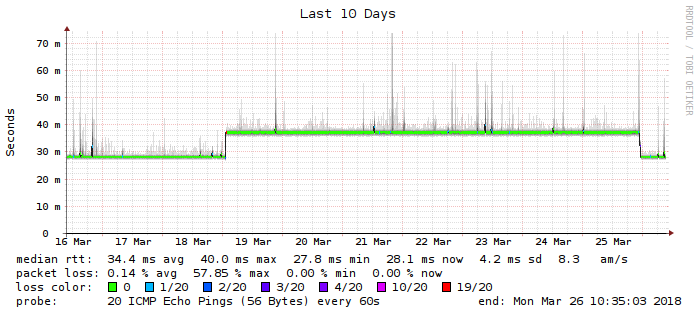 Last 10 Days
RRDTOOL / TOBI OETIKER
Seconds
70 m
60 m
50 m
40 m
30 m
20 m
10 m
0
16 Mar 17 Mar 18 Mar 19 Mar 20 Mar 21 Mar 22 Mar 23 Mar 24 Mar 25 Mar
median rtt: 34.4 ms avg 40.0 ms max 27.8 ms min 28.1 ms now 4.2 ms sd 8.3 am/s
packet loss: 0.14 % avg 57.85 % max 0.00 % min 0.00 % now
loss color: 0 1/20 2/20 3/20 4/20 10/20 19/20
probe: 20 ICMP Echo Pings (56 Bytes) every 60s end: Mon Mar 26 10:35:03 2018